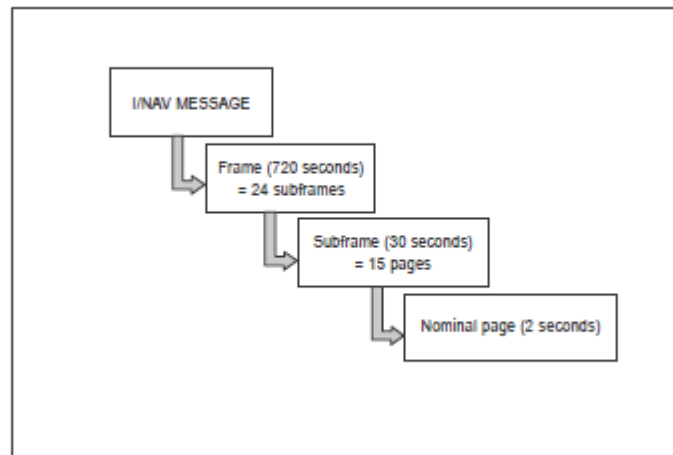 I/NAV MESSAGE
Frame (720 seconds)
= 24 subframes
Subframe (30 seconds)
= 15 pages
Nominal page (2 seconds)